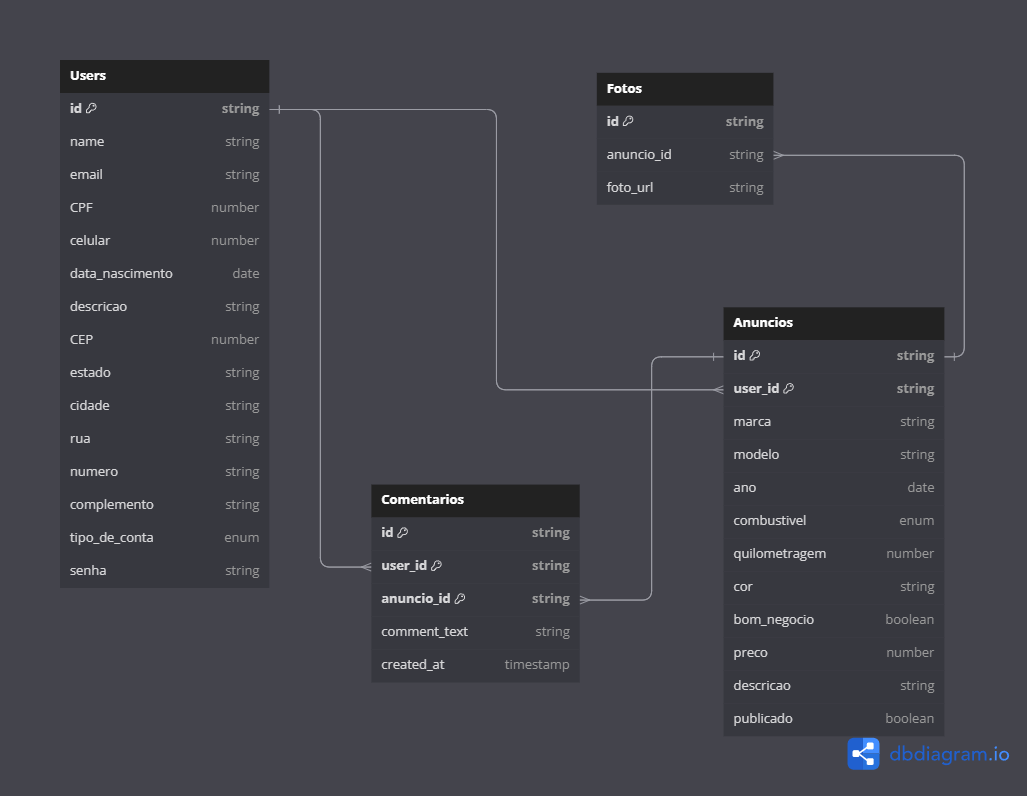 Users
id string
name string
email string
CPF number
celular number
data_nascimento date
descricao string
CEP number
estado string
cidade string
rua string
numero string
complemento string
tipo_de_conta enum
senha string
Fotos
id string
anuncio_id string
foto_url string
Anuncios
id string
user_id string
marca string
modelo string
ano date
combustivel enum
quilometragem number
cor string
bom_negocio boolean
preco number
descricao string
publicado boolean
Comentarios
id string
user_id string
anuncio_id string
comment_text string
created_at timestamp
dbdiagram.io